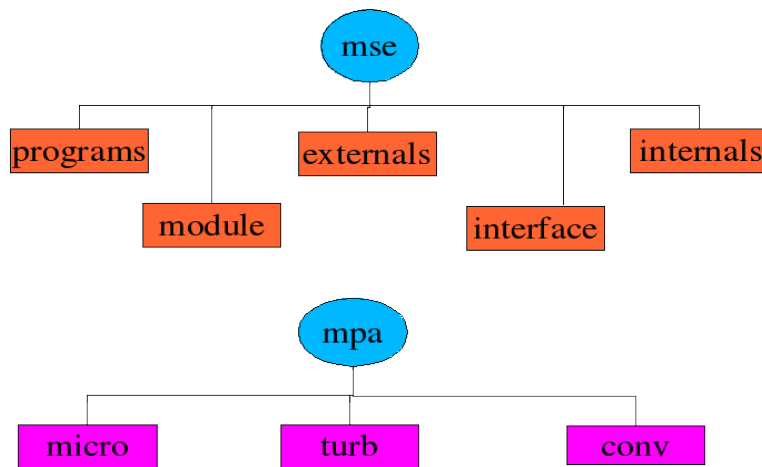 mse
programs
externals
internals
module
interface
mpa
micro
turb
conv